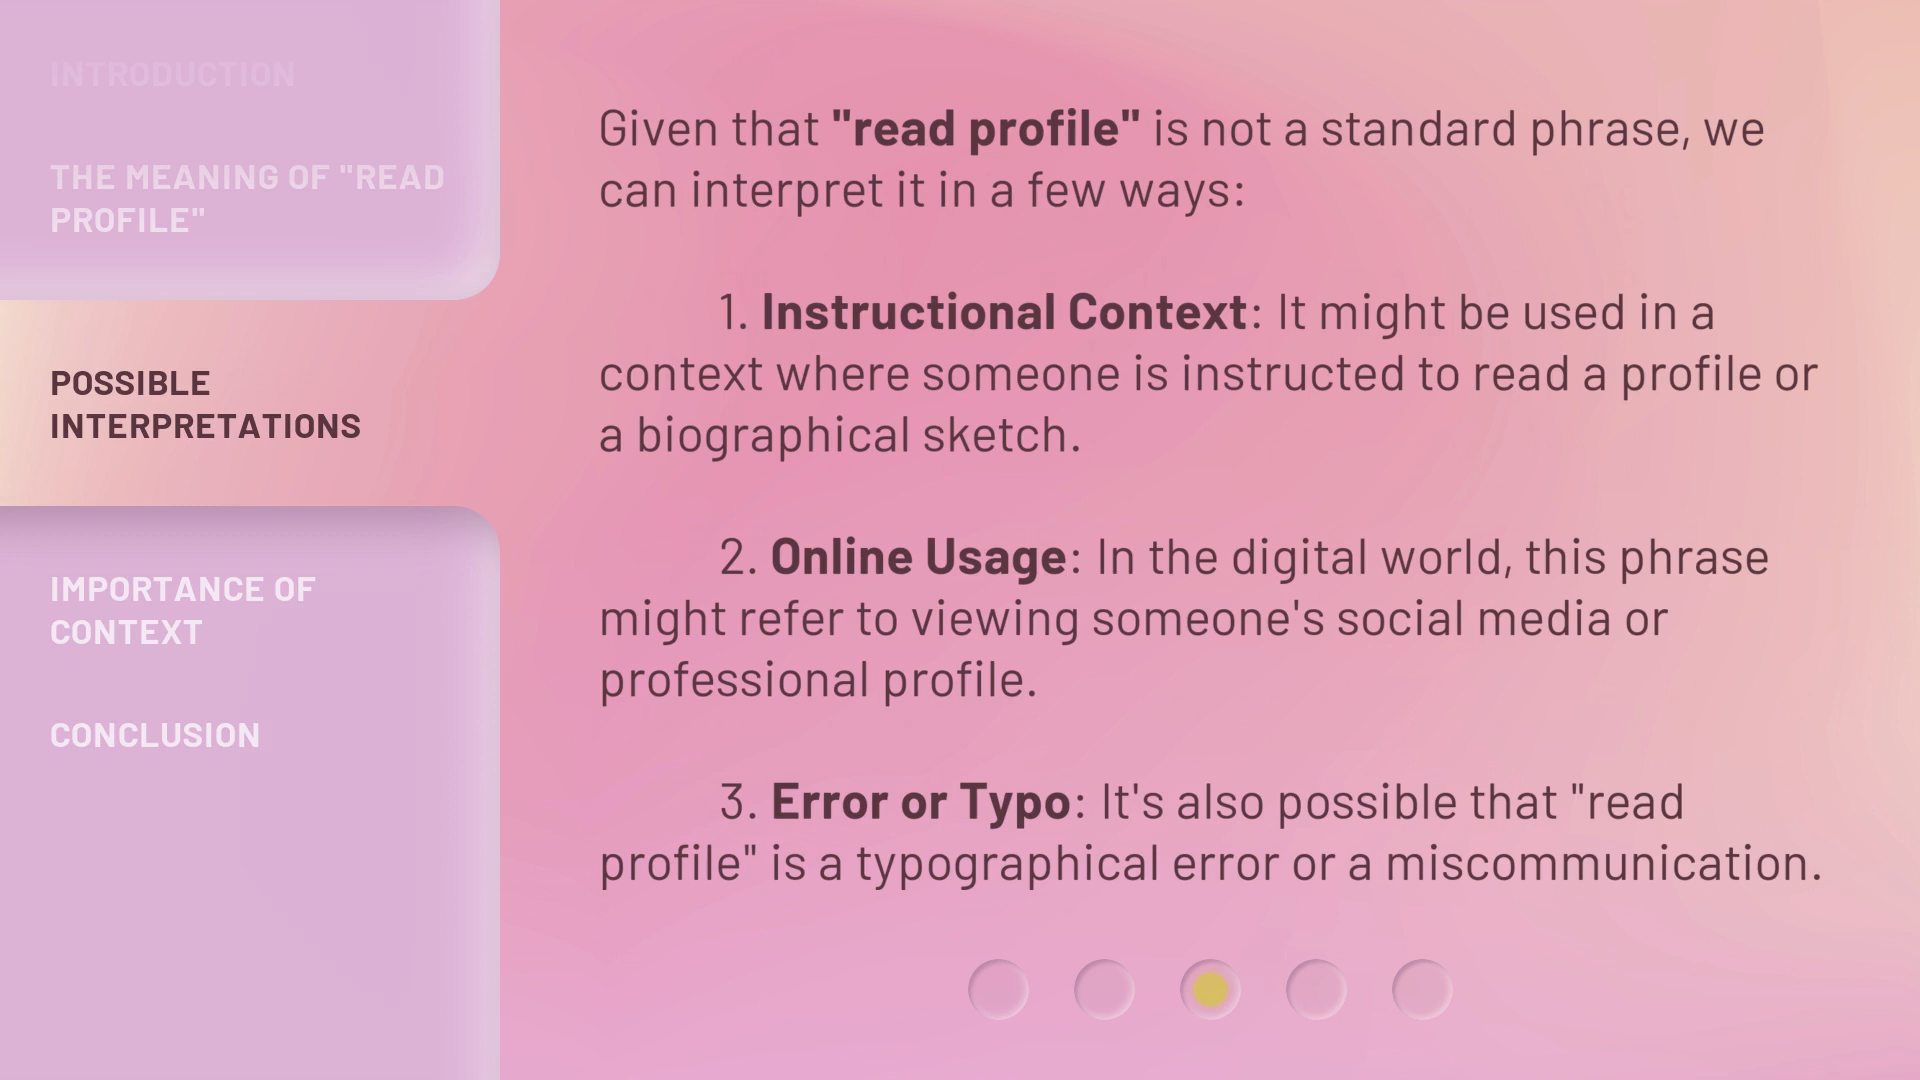 INTRODUCTION
THE MEANING OF "READ
PROFILE"
POSSIBLE
INTERPRETATIONS
IMPORTANCE OF
CONTEXT
CONCLUSION
Given that "read profile" is not a standard phrase, we
can interpret it in a few ways:
1. Instructional Context: It might be used in a
context where someone is instructed to read a profile or
a biographical sketch.
2. Online Usage: In the digital world, this phrase
might refer to viewing someone's social media or
professional profile.
3. Error or Typo: It's also possible that "read
profile" is a typographical error or a miscommunication.